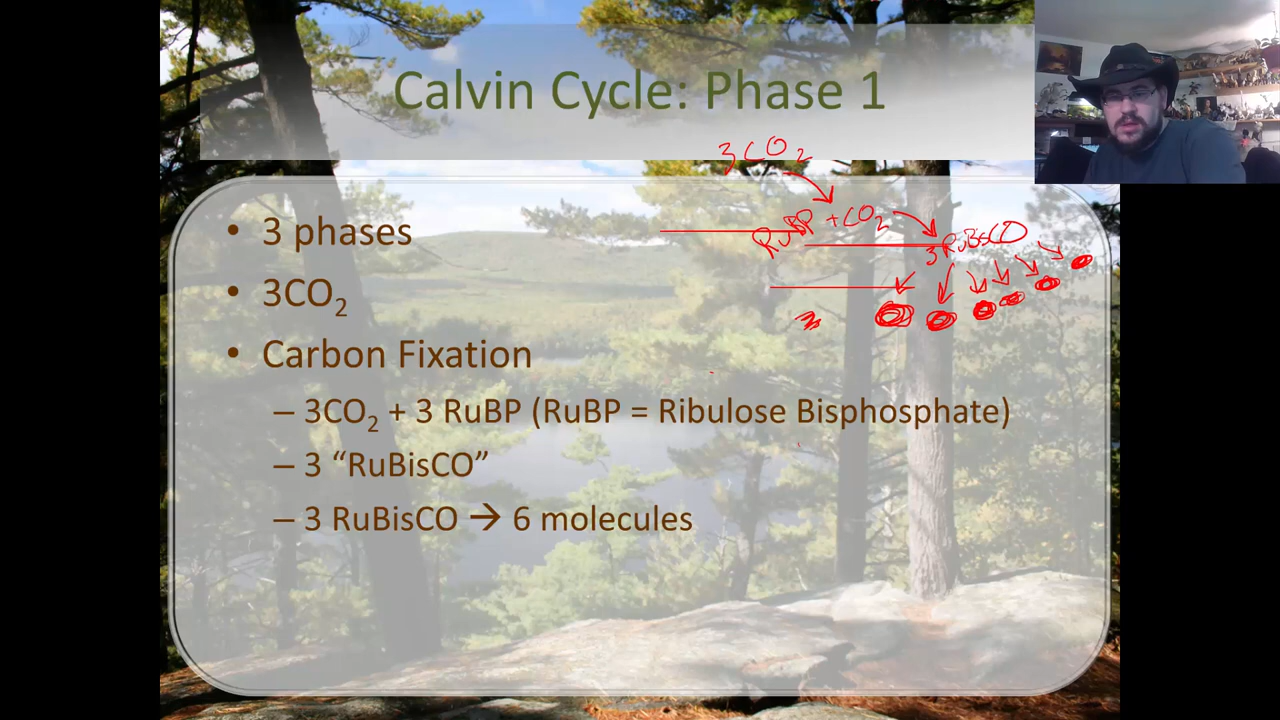 Calvin Cycle: Phase 1
3CO2
RuBP + CO2
3 RuBisCO
• 3 phases
• 3CO₂
• Carbon Fixation
– 3CO₂ + 3 RuBP (RuBP = Ribulose Bisphosphate)
– 3 “RuBisCO”
– 3 RuBisCO → 6 molecules